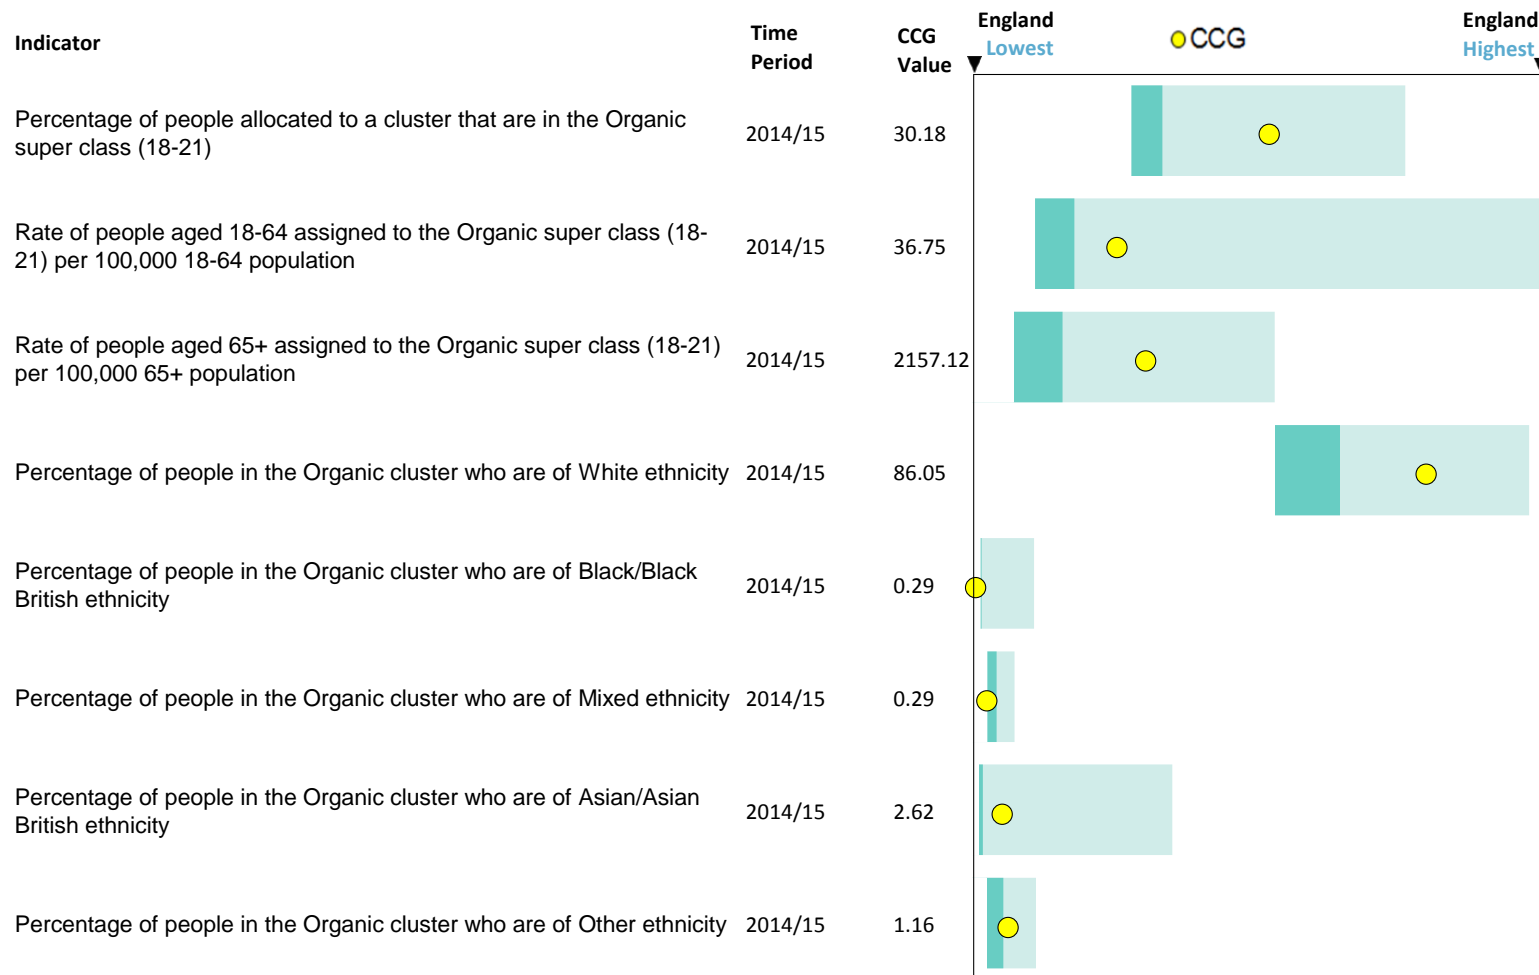 Indicator
Time
Period
CCG
Value
England
Lowest
CCG
England
Highest
Percentage of people allocated to a cluster that are in the Organic
super class (18-21)
2014/15
30.18
Rate of people aged 18-64 assigned to the Organic super class (18-
21) per 100,000 18-64 population
2014/15
36.75
Rate of people aged 65+ assigned to the Organic super class (18-21)
per 100,000 65+ population
2014/15
2157.12
Percentage of people in the Organic cluster who are of White ethnicity
2014/15
86.05
Percentage of people in the Organic cluster who are of Black/Black
British ethnicity
2014/15
0.29
Percentage of people in the Organic cluster who are of Mixed ethnicity
2014/15
0.29
Percentage of people in the Organic cluster who are of Asian/Asian
British ethnicity
2014/15
2.62
Percentage of people in the Organic cluster who are of Other ethnicity
2014/15
1.16